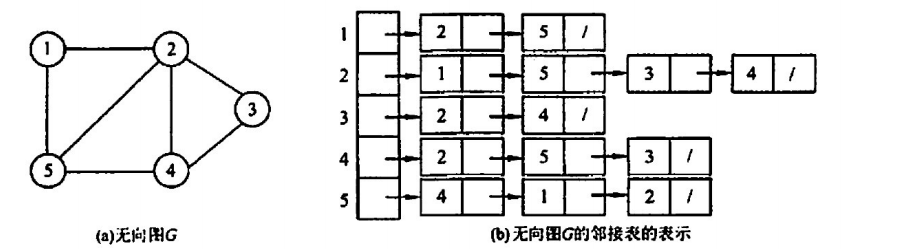 1 2
3
5 4
(a)无向图G
1 2 5 /
2 1 5 3 4 /
3 2 4 /
4 2 5 3 /
5 4 1 2 /
(b)无向图G的邻接表的表示